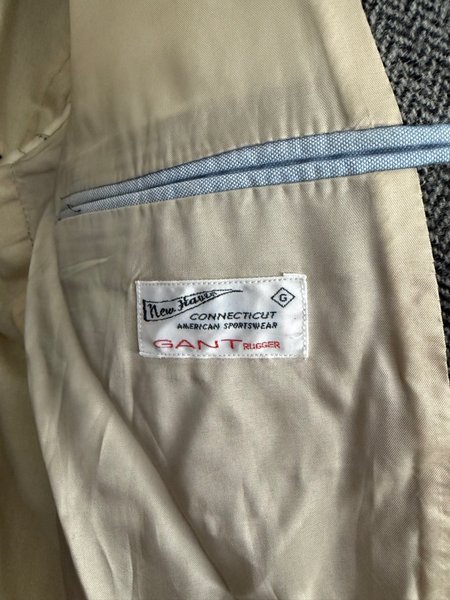 New Haven G
CONNECTICUT
AMERICAN SPORTSWEAR
GANT RUGGER